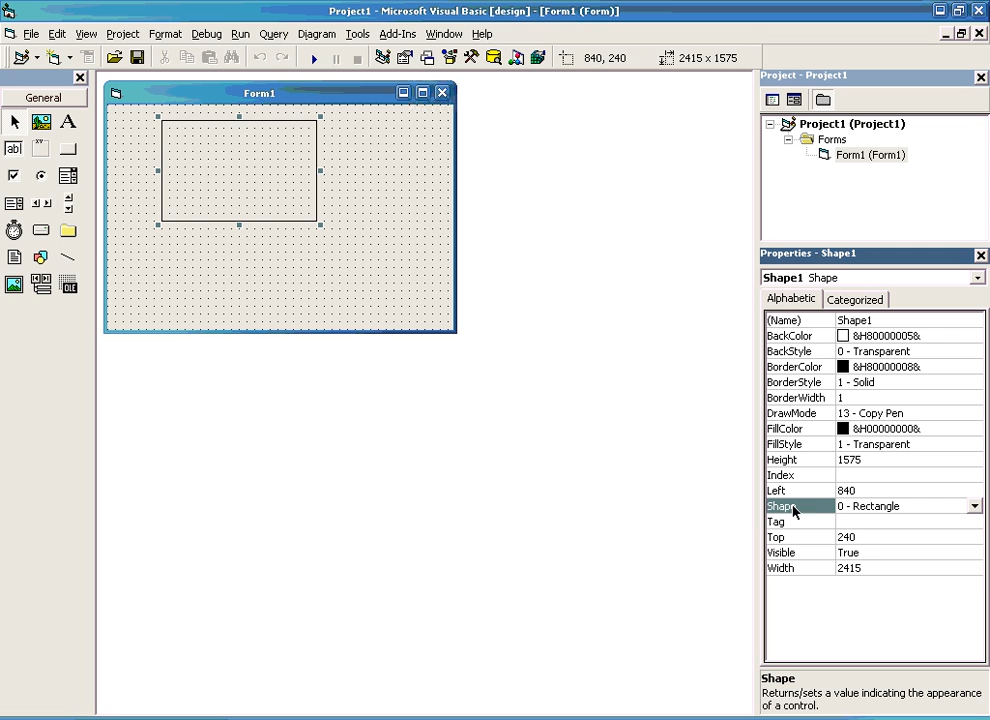 Project1 - Microsoft Visual Basic [design] - [Form1 (Form)]
File Edit View Project Format Debug Run Query Diagram Tools Add-Ins Window Help
840, 240 2415 x 1575
General
A
ab|
xy
OLE
Form1
Project - Project1
Project1 (Project1)
Forms
Form1 (Form1)
Properties - Shape1
Shape1 Shape
Alphabetic Categorized
(Name) Shape1
BackColor &H80000005&
BackStyle 0 - Transparent
BorderColor &H80000008&
BorderStyle 1 - Solid
BorderWidth 1
DrawMode 13 - Copy Pen
FillColor &H00000000&
FillStyle 1 - Transparent
Height 1575
Index
Left 840
Shape 0 - Rectangle
Tag
Top 240
Visible True
Width 2415
Shape
Returns/sets a value indicating the appearance
of a control.